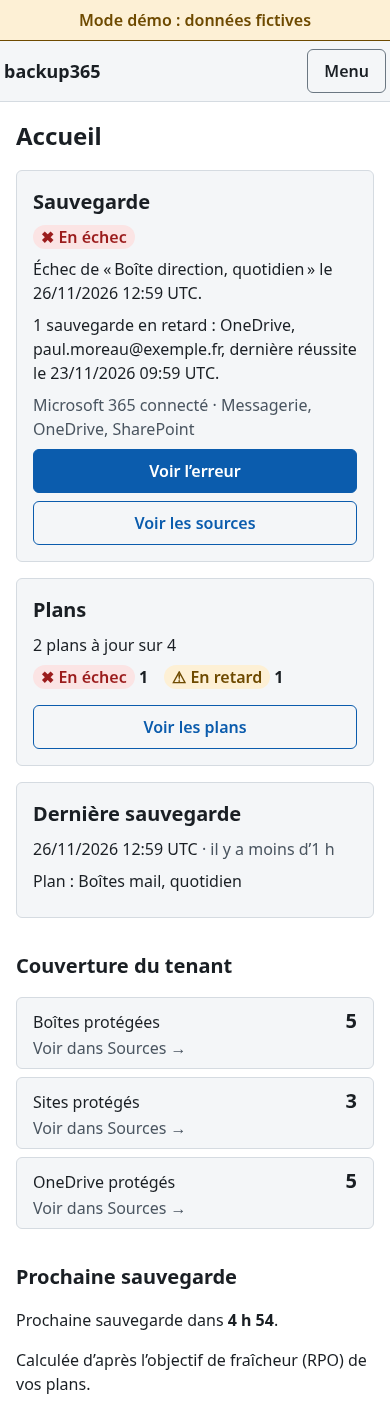 Mode démo : données fictives
backup365
Menu
Accueil
Sauvegarde
✖ En échec
Échec de « Boîte direction, quotidien » le
26/11/2026 12:59 UTC.
1 sauvegarde en retard : OneDrive,
paul.moreau@exemple.fr, dernière réussite
le 23/11/2026 09:59 UTC.
Microsoft 365 connecté · Messagerie,
OneDrive, SharePoint
Voir l’erreur
Voir les sources
Plans
2 plans à jour sur 4
✖ En échec 1 ⚠ En retard 1
Voir les plans
Dernière sauvegarde
26/11/2026 12:59 UTC · il y a moins d’1 h
Plan : Boîtes mail, quotidien
Couverture du tenant
Boîtes protégées 5
Voir dans Sources →
Sites protégés 3
Voir dans Sources →
OneDrive protégés 5
Voir dans Sources →
Prochaine sauvegarde
Prochaine sauvegarde dans 4 h 54.
Calculée d’après l’objectif de fraîcheur (RPO) de
vos plans.